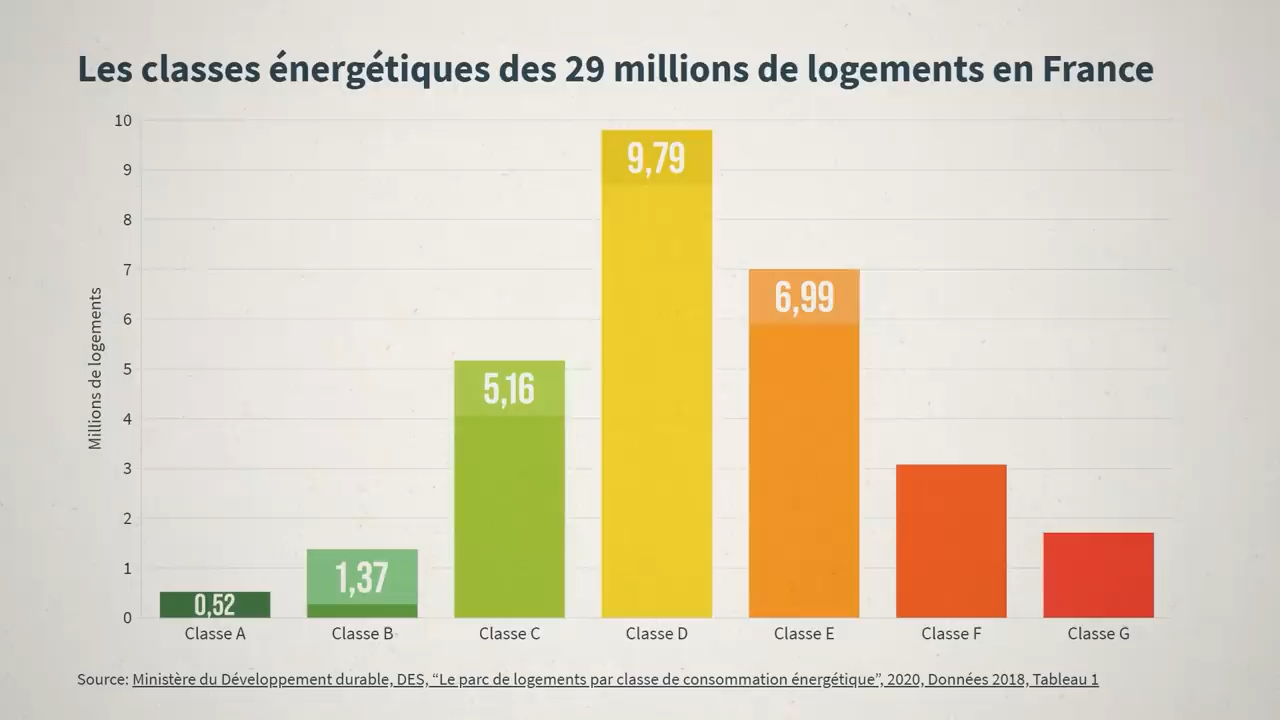 Les classes énergétiques des 29 millions de logements en France
Millions de logements
10
9
8
7
6
5
4
3
2
1
0
0,52
1,37
5,16
9,79
6,99
Classe A
Classe B
Classe C
Classe D
Classe E
Classe F
Classe G
Source: Ministère du Développement durable, DES, “Le parc de logements par classe de consommation énergétique”, 2020, Données 2018, Tableau 1